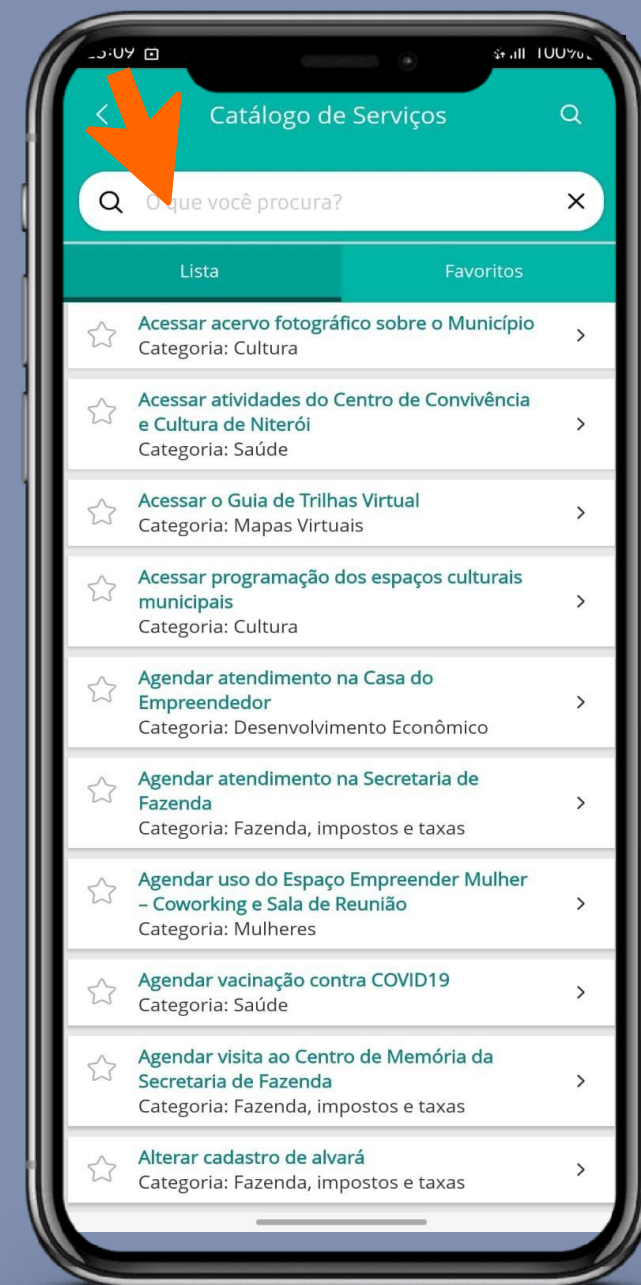 100%
Catálogo de Serviços
O que você procura?
Lista Favoritos
Acessar acervo fotográfico sobre o Município
Categoria: Cultura
Acessar atividades do Centro de Convivência
e Cultura de Niterói
Categoria: Saúde
Acessar o Guia de Trilhas Virtual
Categoria: Mapas Virtuais
Acessar programação dos espaços culturais
municipais
Categoria: Cultura
Agendar atendimento na Casa do
Empreendedor
Categoria: Desenvolvimento Econômico
Agendar atendimento na Secretaria de
Fazenda
Categoria: Fazenda, impostos e taxas
Agendar uso do Espaço Empreender Mulher
– Coworking e Sala de Reunião
Categoria: Mulheres
Agendar vacinação contra COVID19
Categoria: Saúde
Agendar visita ao Centro de Memória da
Secretaria de Fazenda
Categoria: Fazenda, impostos e taxas
Alterar cadastro de alvará
Categoria: Fazenda, impostos e taxas